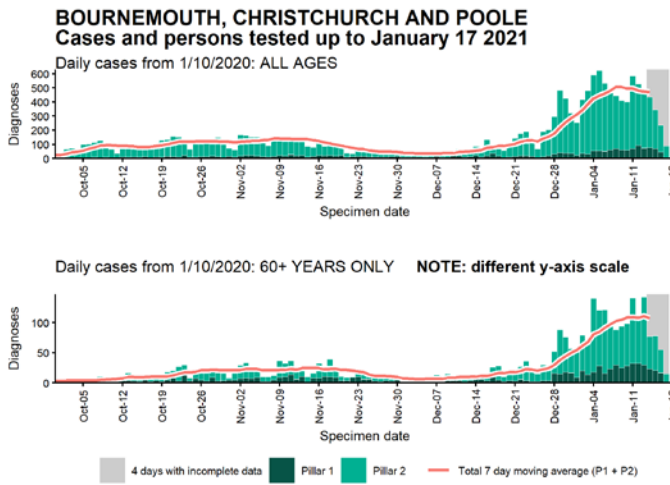 BOURNEMOUTH, CHRISTCHURCH AND POOLE
Cases and persons tested up to January 17 2021
Daily cases from 1/10/2020: ALL AGES
Diagnoses
600
500
400
300
200
100
0
Oct-05
Oct-12
Oct-19
Oct-26
Nov-02
Nov-09
Nov-16
Nov-23
Nov-30
Dec-07
Dec-14
Dec-21
Dec-28
Jan-04
Jan-11
Specimen date
Daily cases from 1/10/2020: 60+ YEARS ONLY NOTE: different y-axis scale
Diagnoses
100
50
0
Oct-05
Oct-12
Oct-19
Oct-26
Nov-02
Nov-09
Nov-16
Nov-23
Nov-30
Dec-07
Dec-14
Dec-21
Dec-28
Jan-04
Jan-11
Specimen date
4 days with incomplete data Pillar 1 Pillar 2 Total 7 day moving average (P1 + P2)